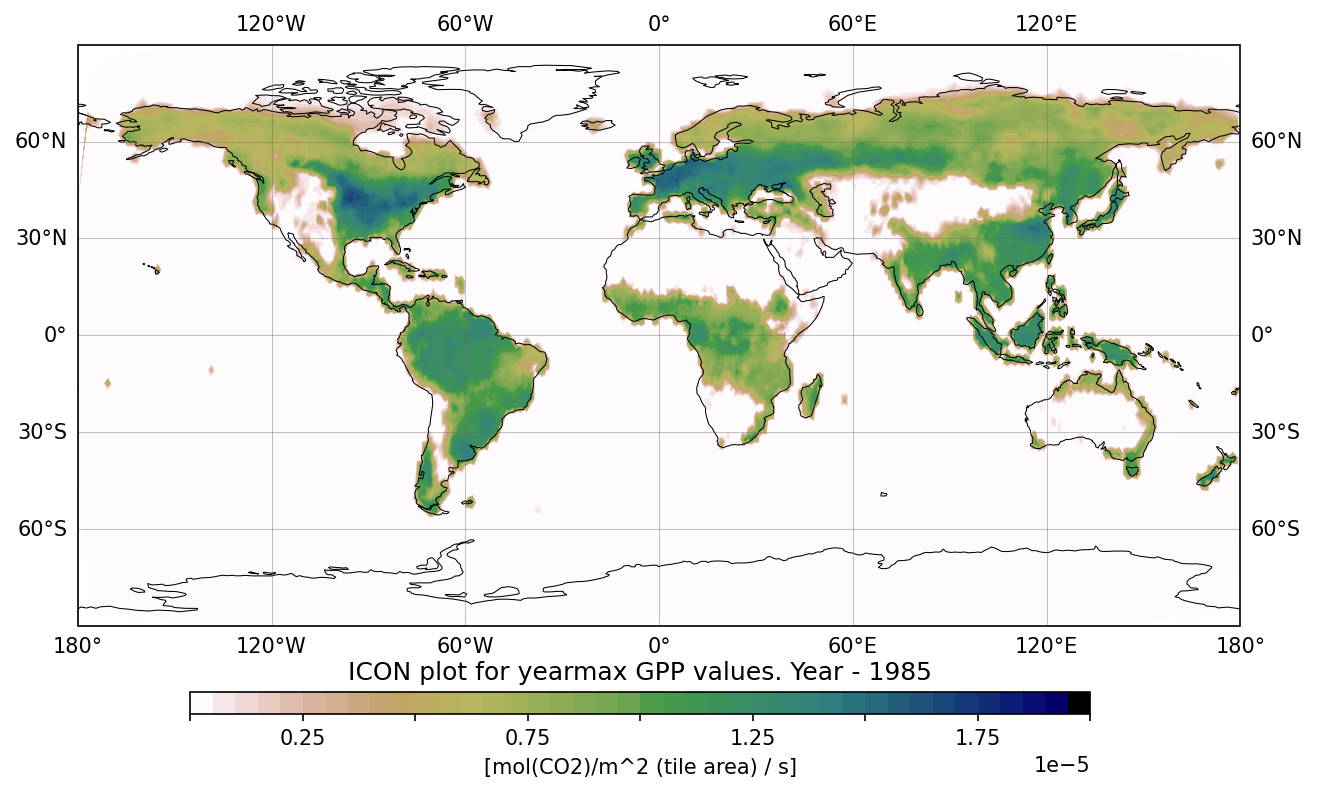 120°W 60°W 0° 60°E 120°E
60°N 60°N
30°N 30°N
0° 0°
30°S 30°S
60°S 60°S
180° 120°W 60°W 0° 60°E 120°E 180°
ICON plot for yearmax GPP values. Year - 1985
0.25 0.75 1.25 1.75
[mol(CO2)/m^2 (tile area) / s] 1e−5